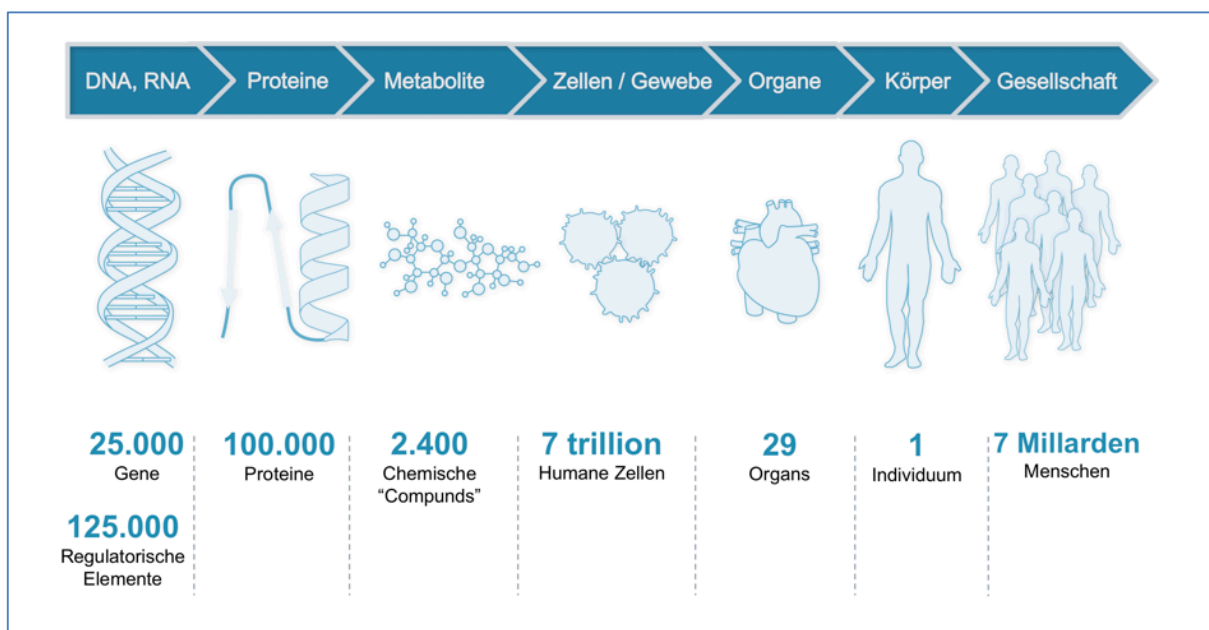 DNA, RNA
Proteine
Metabolite
Zellen / Gewebe
Organe
Körper
Gesellschaft
25.000
Gene
125.000
Regulatorische
Elemente
100.000
Proteine
2.400
Chemische
“Compunds”
7 trillion
Humane Zellen
29
Organs
1
Individuum
7 Millarden
Menschen